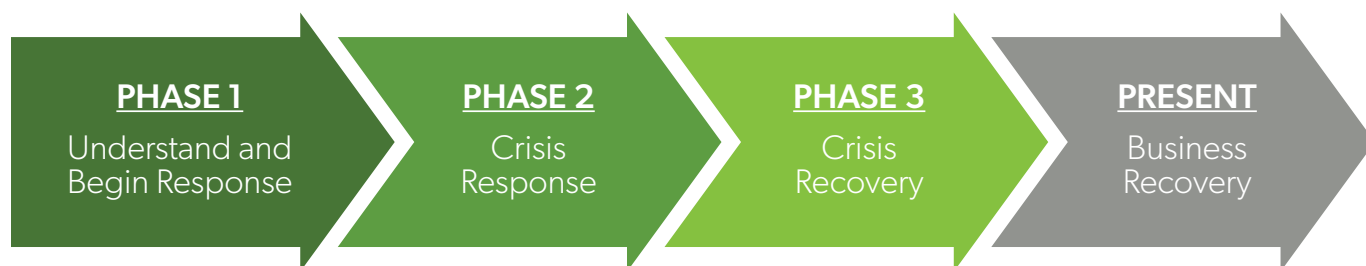 PHASE 1
Understand and
Begin Response
PHASE 2
Crisis
Response
PHASE 3
Crisis
Recovery
PRESENT
Business
Recovery